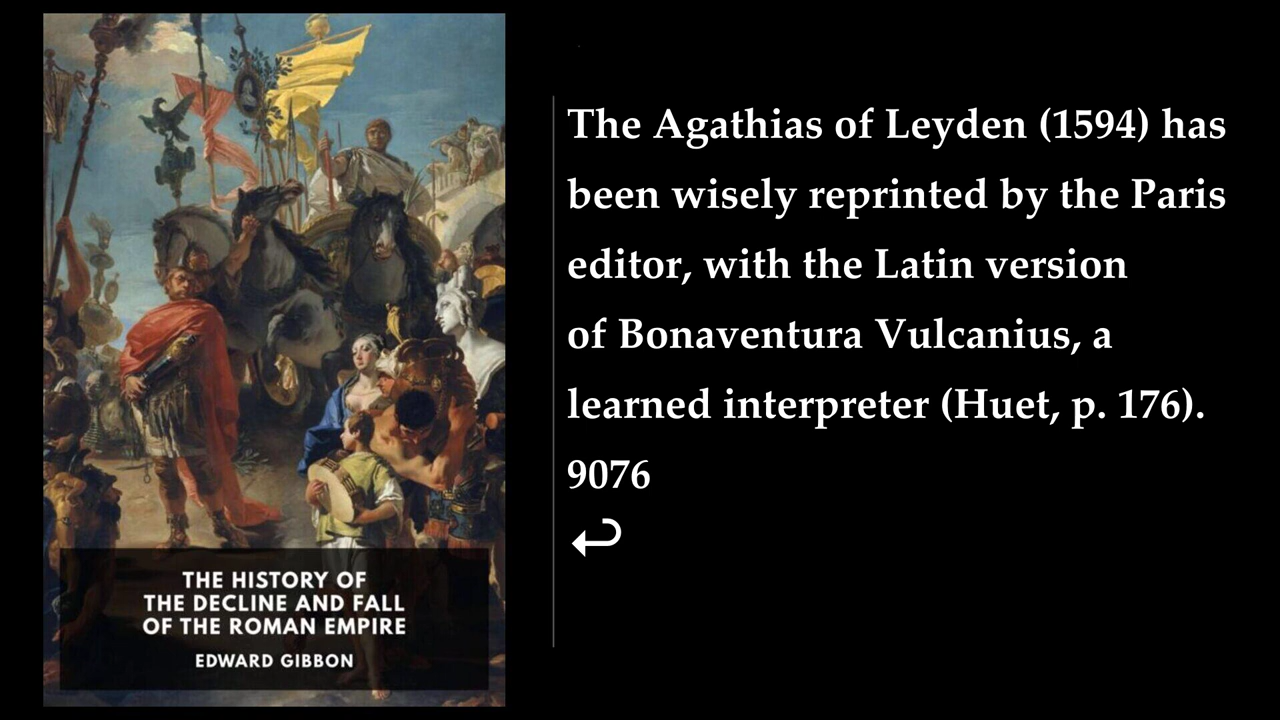 THE HISTORY OF
THE DECLINE AND FALL
OF THE ROMAN EMPIRE
EDWARD GIBBON
The Agathias of Leyden (1594) has
been wisely reprinted by the Paris
editor, with the Latin version
of Bonaventura Vulcanius, a
learned interpreter (Huet, p. 176).
9076
↩